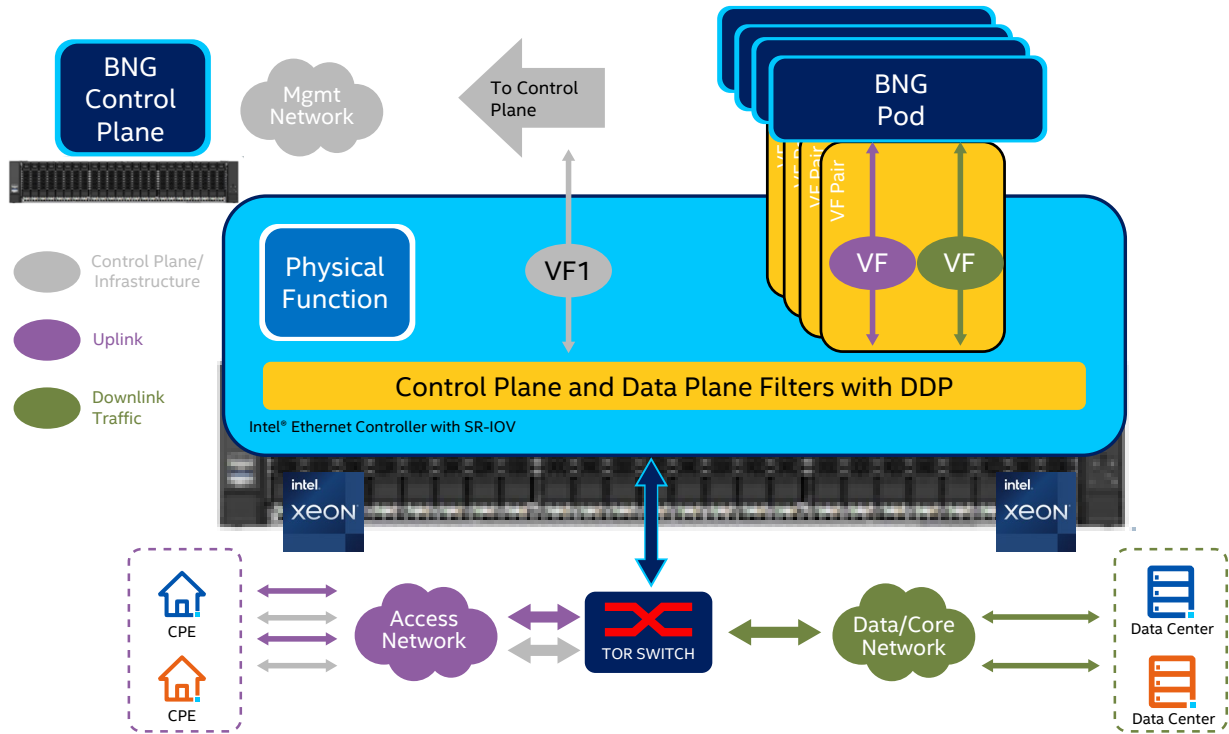 BNG
Control
Plane
Mgmt
Network
To Control
Plane
BNG
Pod
VF Pair
VF Pair
VF
VF
Control Plane/
Infrastructure
Uplink
Downlink
Traffic
Physical
Function
VF1
Control Plane and Data Plane Filters with DDP
Intel® Ethernet Controller with SR-IOV
intel.
xeon
intel.
xeon
CPE
CPE
Access
Network
TOR SWITCH
Data/Core
Network
Data Center
Data Center